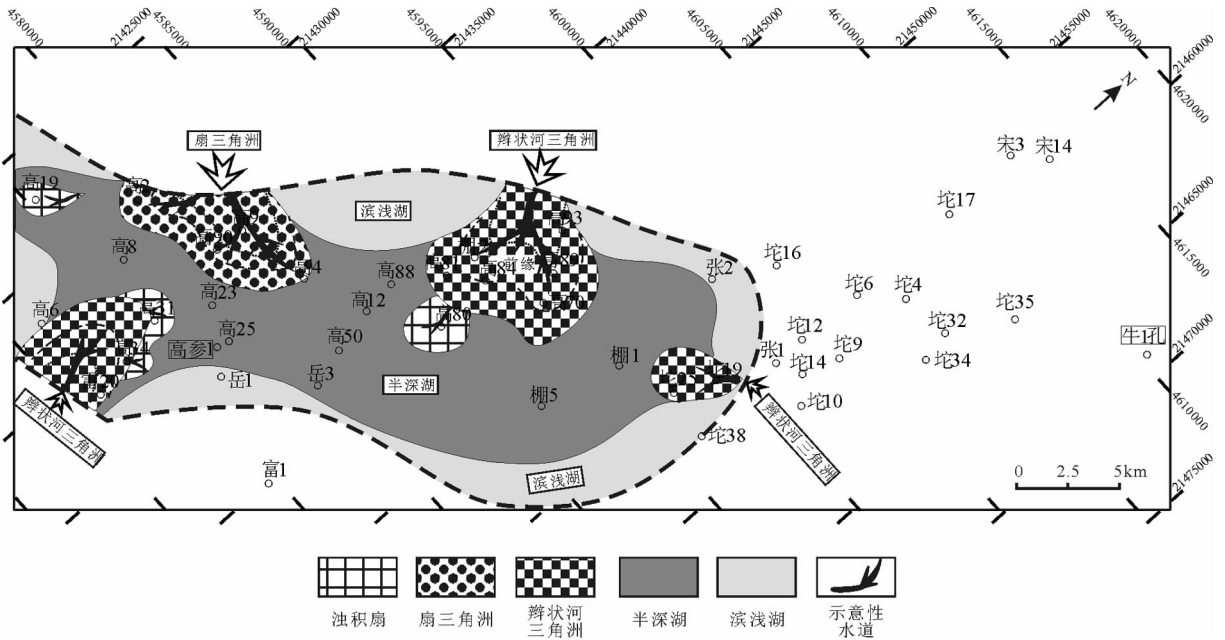 4580000
21425000
4585000
4590000
21430000
4595000
21435000
4600000
21440000
4605000
21445000
4610000
21450000
4615000
21455000
4620000
21460000
4620000
21465000
4615000
21470000
4610000
21475000
N
扇三角洲
辫状河三角洲
宋3
宋14
坨17
高19
滨浅湖
坨16
高8
高88
张2
前缘
坨6
坨4
坨35
高6
高23
高12
坨12
坨32
牛1孔
高25
高参1
高50
坨9
坨34
棚1
张1
坨14
岳1
岳3
半深湖
棚5
坨10
坨38
辫状河三角洲
辫状河三角洲
富1
滨浅湖
0 2.5 5km
浊积扇
扇三角洲
辫状河
三角洲
半深湖
滨浅湖
示意性
水道